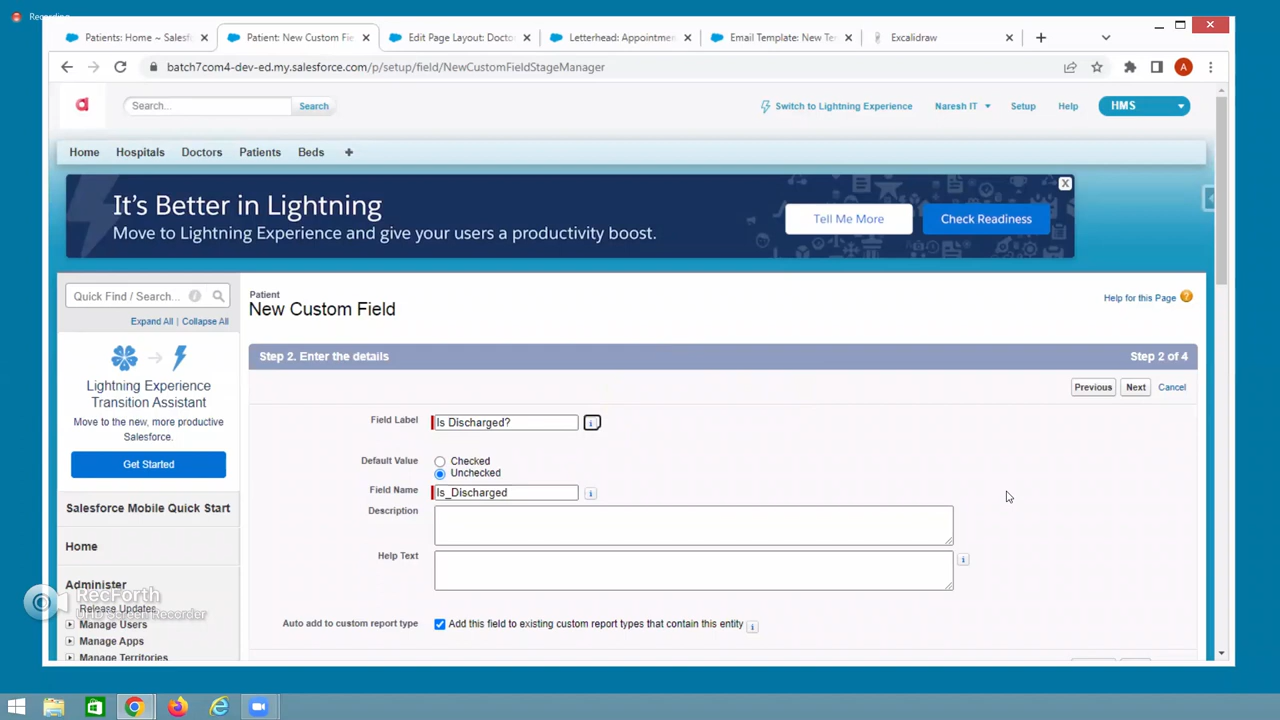 Recording
Patients: Home ~ Salesf
Patient: New Custom Fie
Edit Page Layout: Docto
Letterhead: Appointmen
Email Template: New Te
Excalidraw
batch7com4-dev-ed.my.salesforce.com/p/setup/field/NewCustomFieldStageManager
A
Search...
Search
Switch to Lightning Experience
Naresh IT
Setup
Help
HMS
Home
Hospitals
Doctors
Patients
Beds
It's Better in Lightning
Move to Lightning Experience and give your users a productivity boost.
Tell Me More
Check Readiness
X
Quick Find / Search...
Expand All | Collapse All
Lightning Experience
Transition Assistant
Move to the new, more productive
Salesforce.
Get Started
Salesforce Mobile Quick Start
Home
Administer
Release Updates
Manage Users
Manage Apps
Manage Territories
RecForth
UHD Screen Recorder
Patient
New Custom Field
Help for this Page
Step 2. Enter the details
Step 2 of 4
Previous
Next
Cancel
Field Label
Is Discharged?
Default Value
Checked
Unchecked
Field Name
Is_Discharged
Description
Help Text
Auto add to custom report type
Add this field to existing custom report types that contain this entity